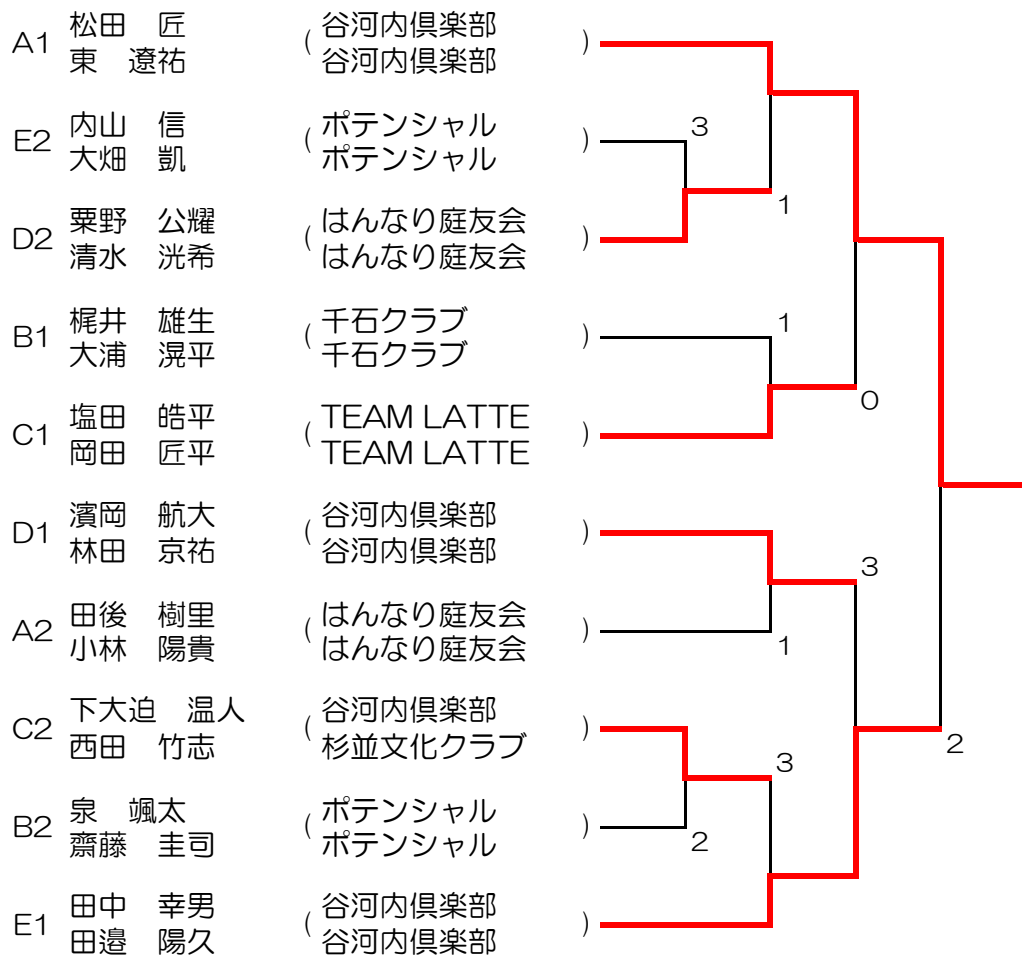 A1 松田 匠 ( 谷河内倶楽部 )
東 遼祐 谷河内倶楽部
E2 内山 信 ( ポテンシャル ) 3
大畑 凱 ポテンシャル
D2 粟野 公耀 ( はんなり庭友会 ) 1
清水 洸希 はんなり庭友会
B1 梶井 雄生 ( 千石クラブ ) 1
大浦 滉平 千石クラブ
C1 塩田 皓平 ( TEAM LATTE ) 0
岡田 匠平 TEAM LATTE
D1 濱岡 航大 ( 谷河内倶楽部 ) 3
林田 京祐 谷河内倶楽部
A2 田後 樹里 ( はんなり庭友会 ) 1
小林 陽貴 はんなり庭友会
C2 下大迫 温人 ( 谷河内倶楽部 ) 3 2
西田 竹志 杉並文化クラブ
B2 泉 颯太 ( ポテンシャル ) 2
齋藤 圭司 ポテンシャル
E1 田中 幸男 ( 谷河内倶楽部 )
田邉 陽久 谷河内倶楽部